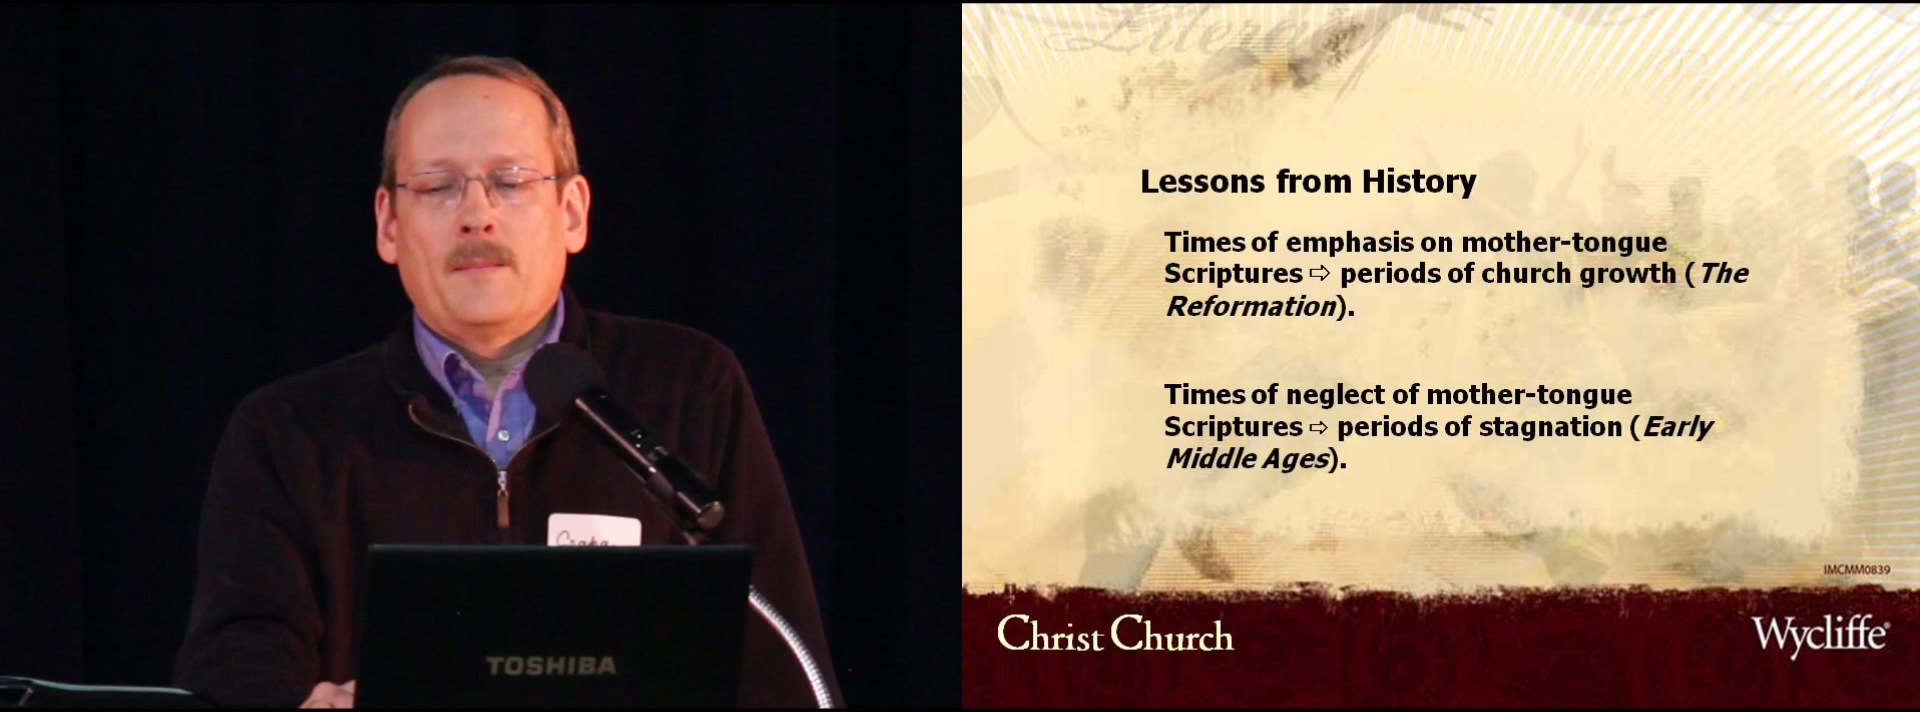 TOSHIBA
Literacy
Lessons from History
Times of emphasis on mother-tongue
Scriptures ⇨ periods of church growth (The
Reformation).
Times of neglect of mother-tongue
Scriptures ⇨ periods of stagnation (Early
Middle Ages).
IMCMM0839
Christ Church
Wycliffe®